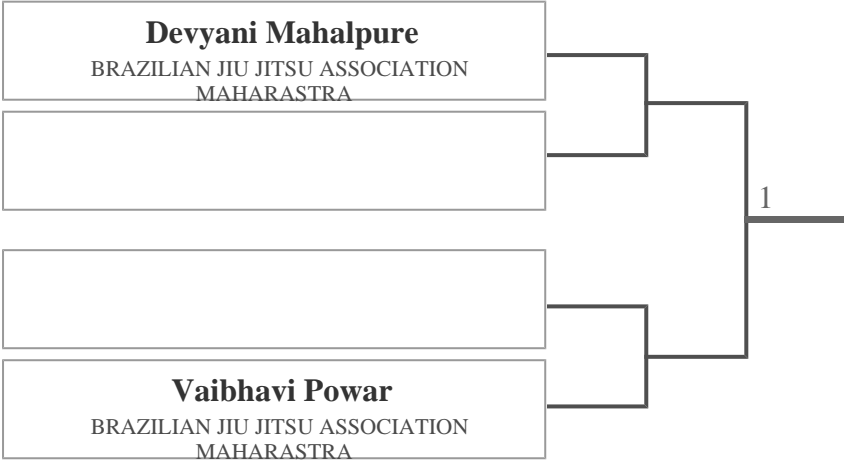 Devyani Mahalpure
BRAZILIAN JIU JITSU ASSOCIATION
MAHARASTRA
1
Vaibhavi Powar
BRAZILIAN JIU JITSU ASSOCIATION
MAHARASTRA